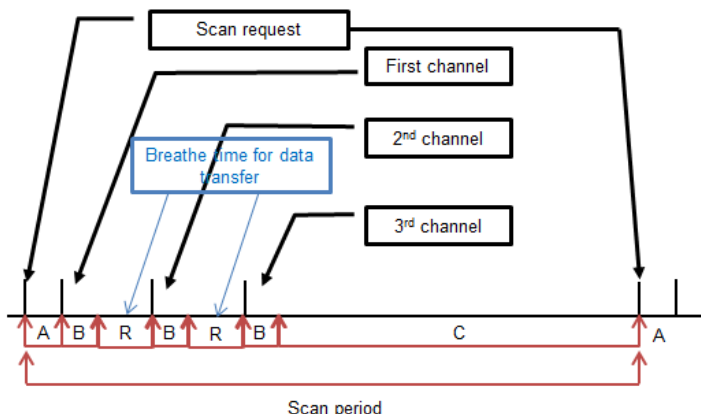 Scan request
First channel
2nd channel
Breathe time for data
transfer
3rd channel
A B R B R B C A
Scan period